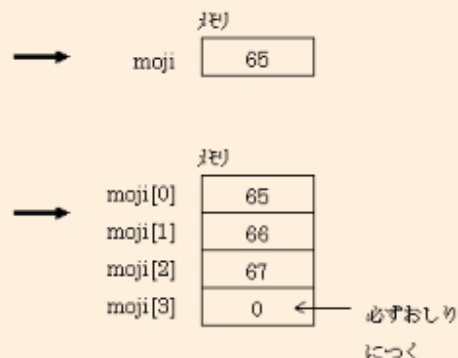 ﾒﾓﾘ
moji 65
ﾒﾓﾘ
moji[0] 65
moji[1] 66
moji[2] 67
moji[3] 0 必ずおしり
につく